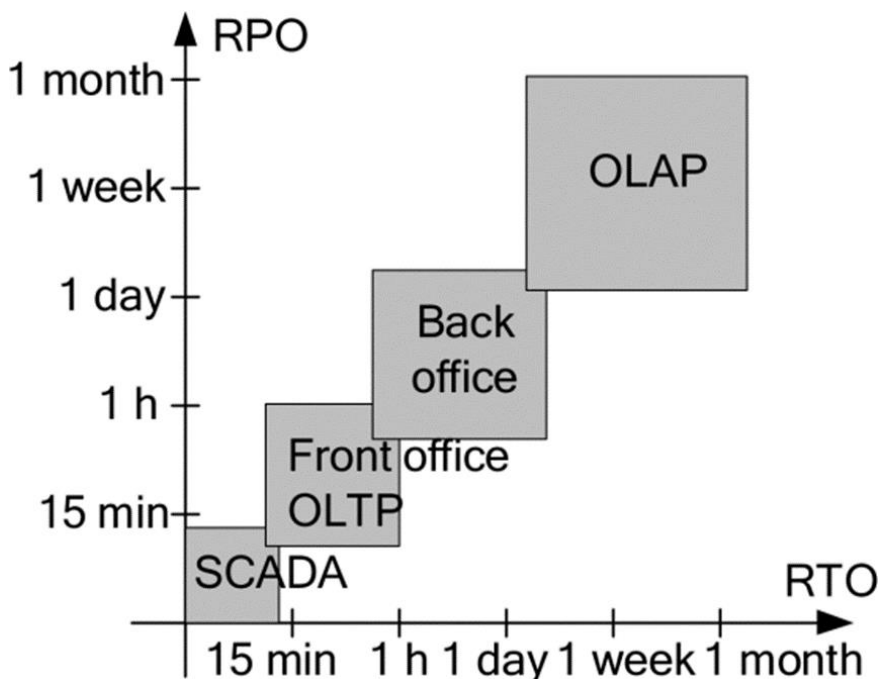 RPO
1 month
1 week
1 day
1 h
15 min
OLAP
Back
office
Front office
OLTP
SCADA
RTO
15 min 1 h 1 day 1 week 1 month